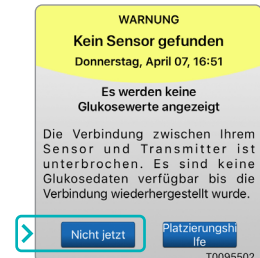 WARNUNG
Kein Sensor gefunden
Donnerstag, April 07, 16:51
Es werden keine
Glukosewerte angezeigt
Die Verbindung zwischen Ihrem
Sensor und Transmitter ist
unterbrochen. Es sind keine
Glukosedaten verfügbar bis die
Verbindung wiederhergestellt wurde.
Nicht jetzt
Platzierungshi
lfe
T0095502